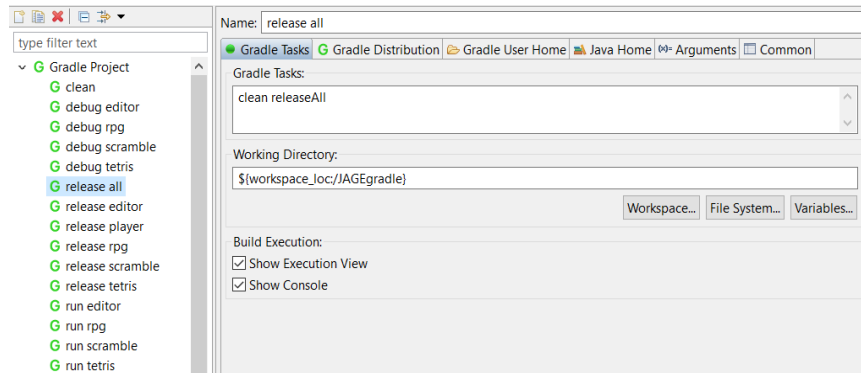 type filter text
Gradle Project
clean
debug editor
debug rpg
debug scramble
debug tetris
release all
release editor
release player
release rpg
release scramble
release tetris
run editor
run rpg
run scramble
run tetris
Name: release all
Gradle Tasks Gradle Distribution Gradle User Home Java Home Arguments Common
Gradle Tasks:
clean releaseAll
Working Directory:
${workspace_loc:/JAGEgradle}
Workspace... File System... Variables...
Build Execution:
Show Execution View
Show Console